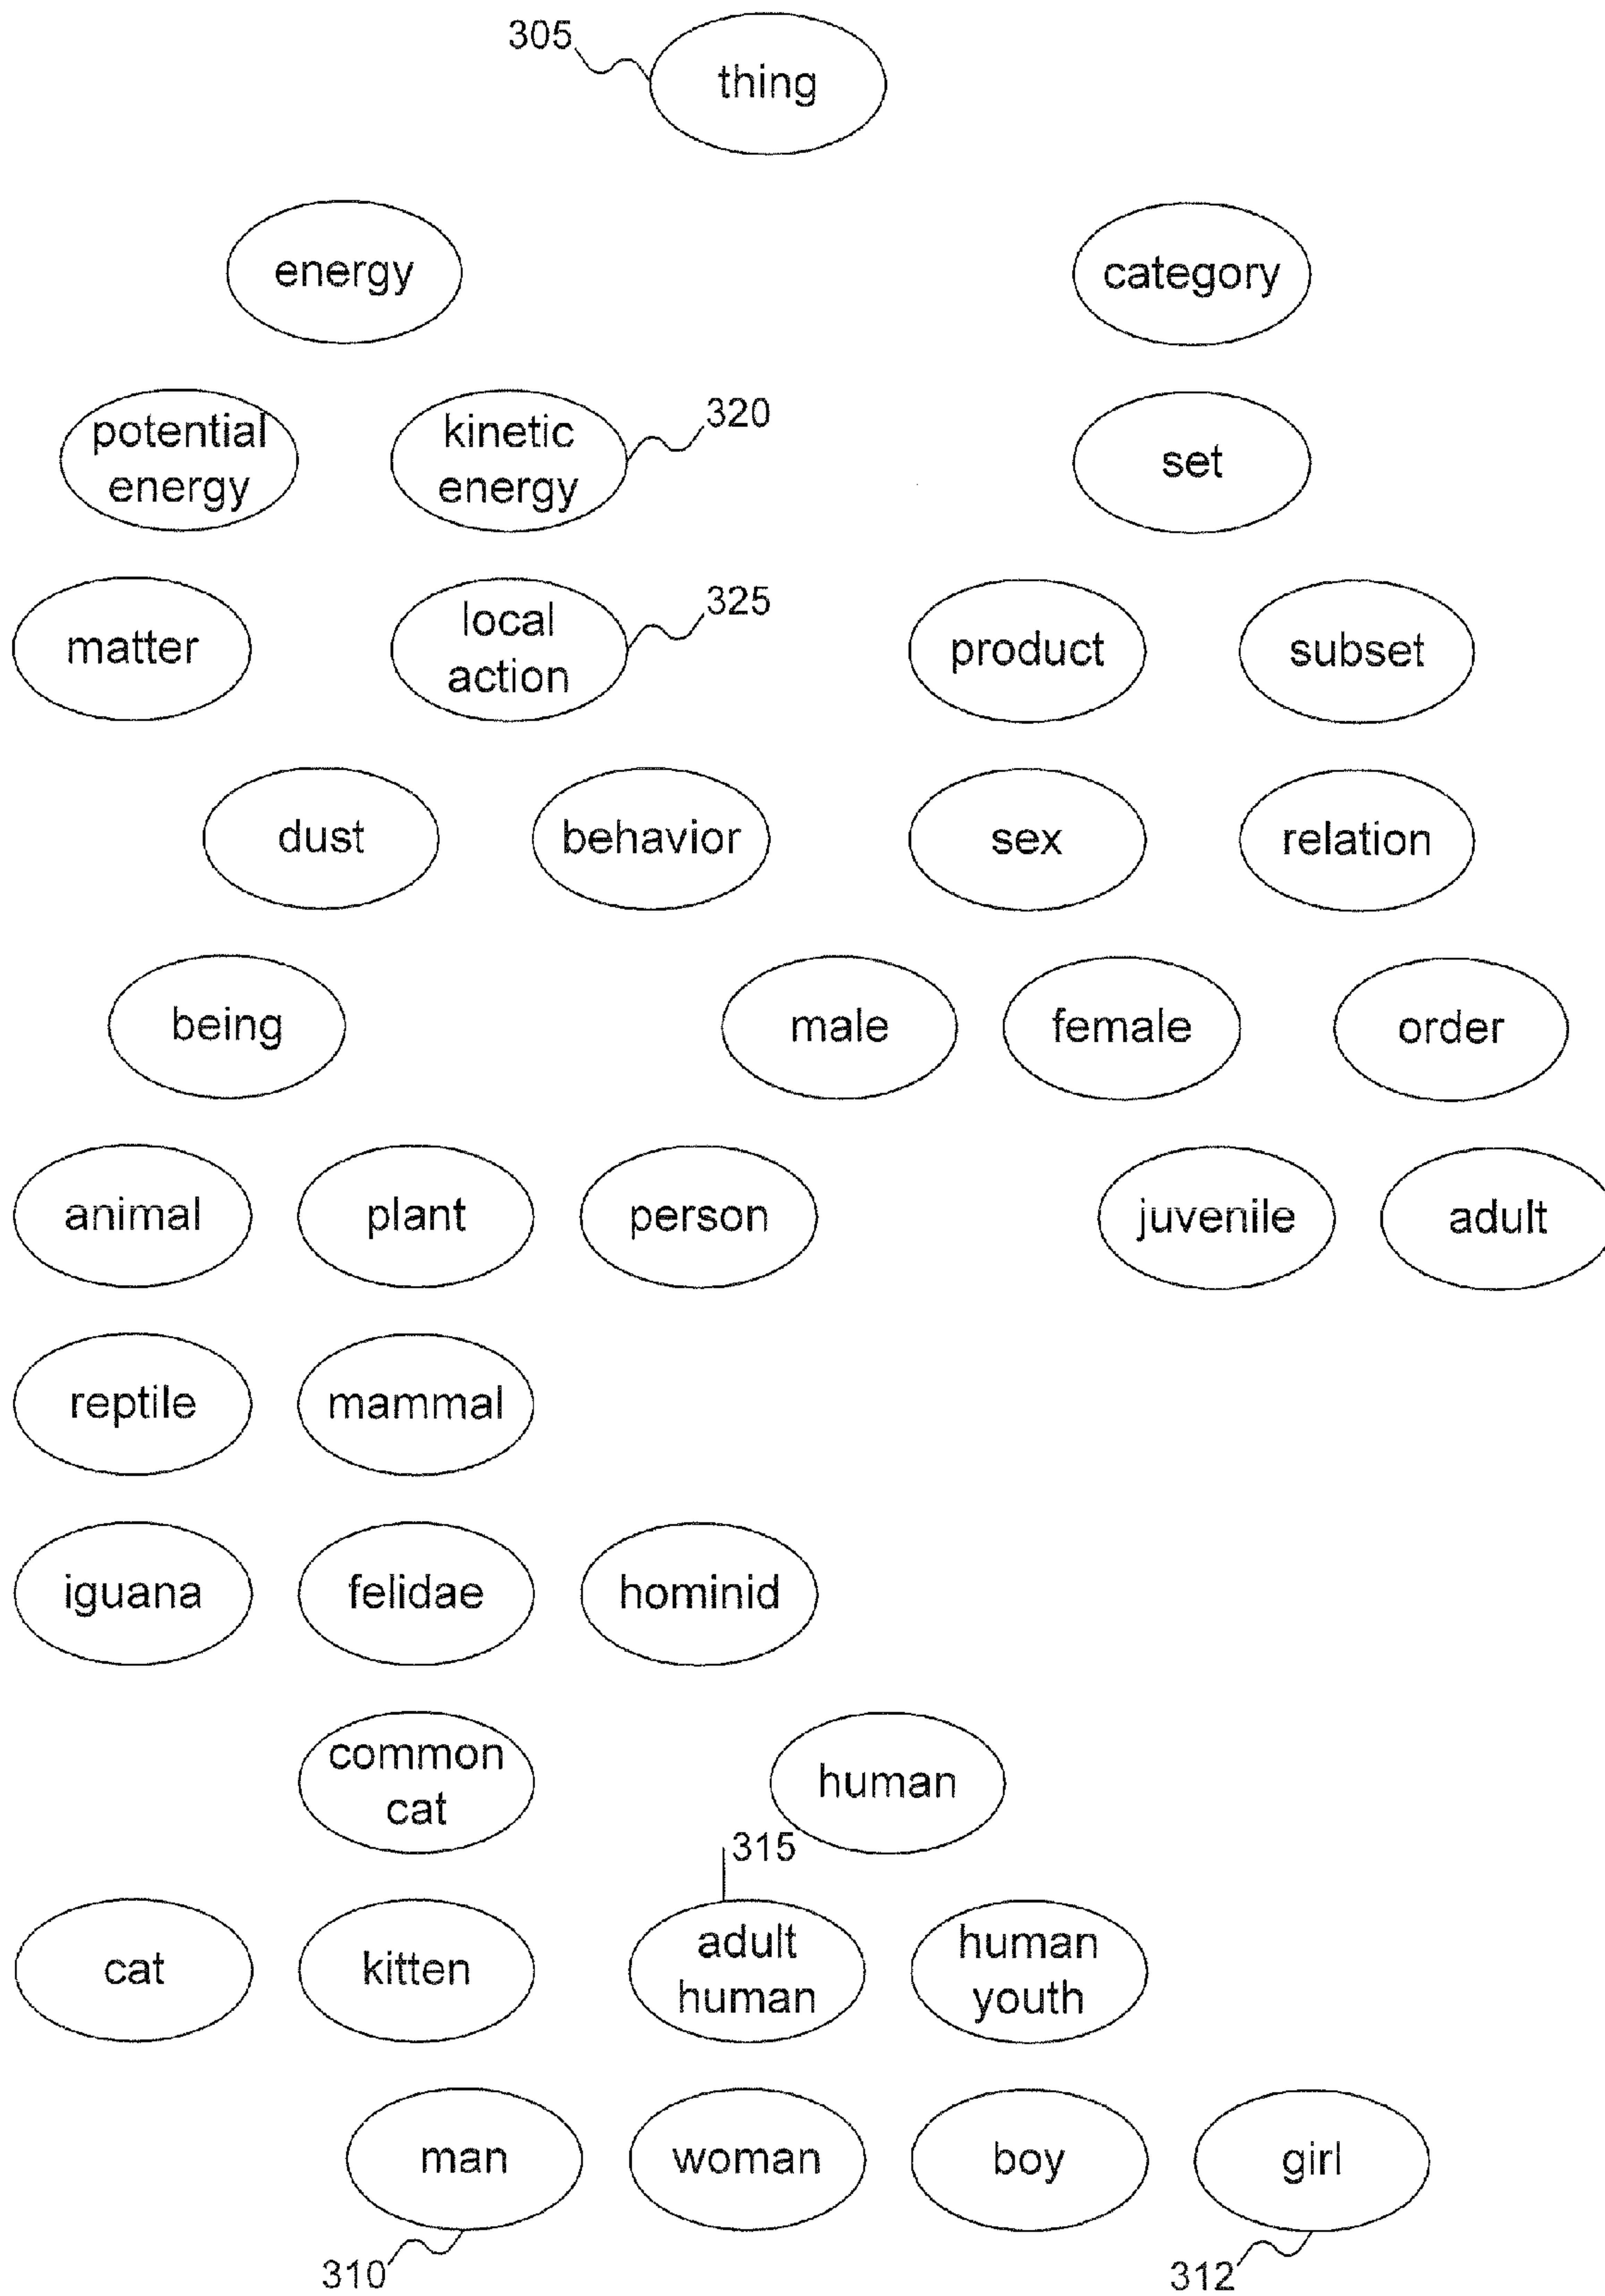 305
thing
energy
category
potential
energy
kinetic
energy
320
set
matter
local
action
325
product
subset
dust
behavior
sex
relation
being
male
female
order
animal
plant
person
juvenile
adult
reptile
mammal
iguana
felidae
hominid
common
cat
human
315
cat
kitten
adult
human
human
youth
man
woman
boy
girl
310
312